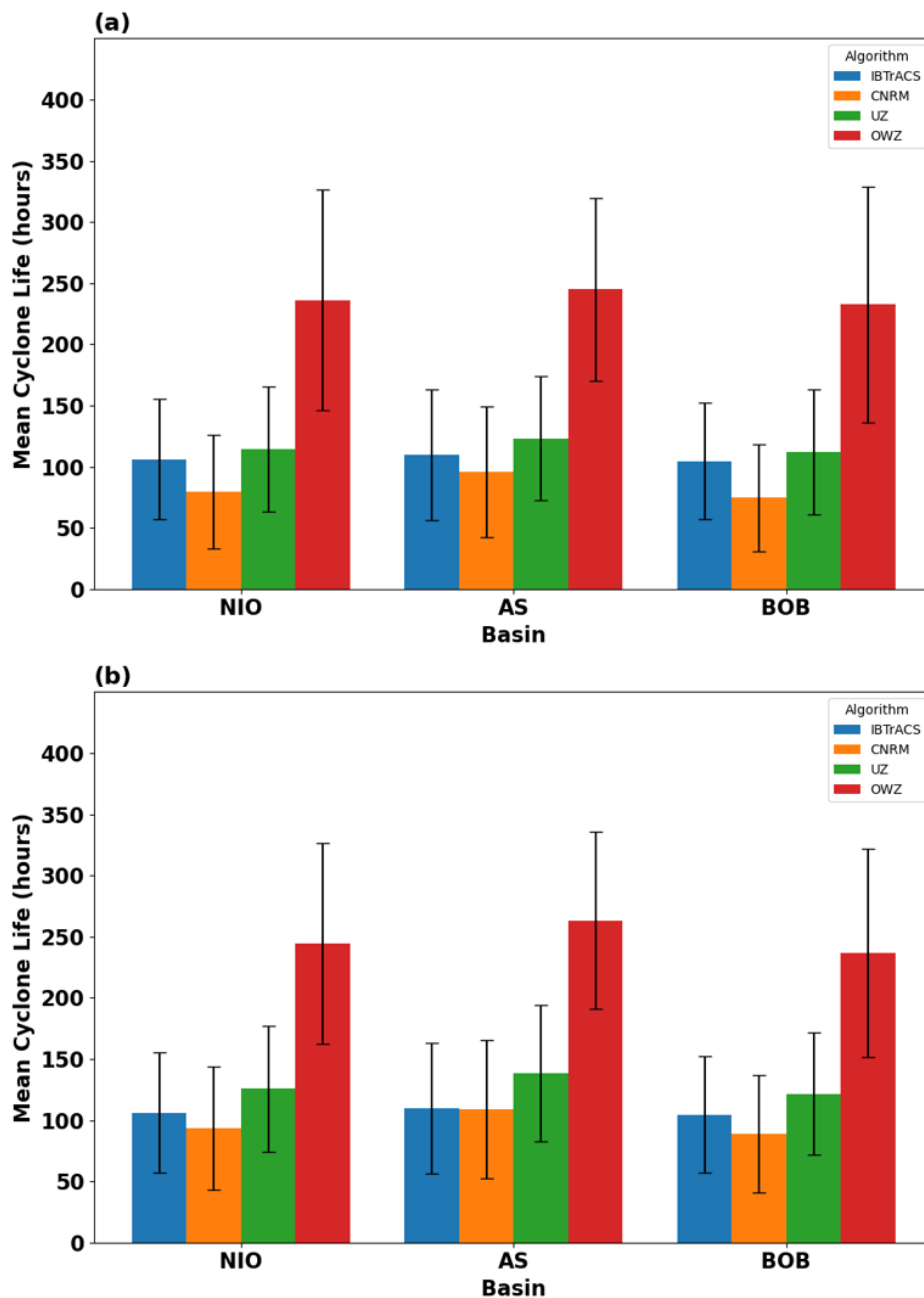 (a)
Mean Cyclone Life (hours)
400
350
300
250
200
150
100
50
0
Algorithm
IBTrACS
CNRM
UZ
OWZ
NIO AS BOB
Basin
(b)
Mean Cyclone Life (hours)
400
350
300
250
200
150
100
50
0
Algorithm
IBTrACS
CNRM
UZ
OWZ
NIO AS BOB
Basin